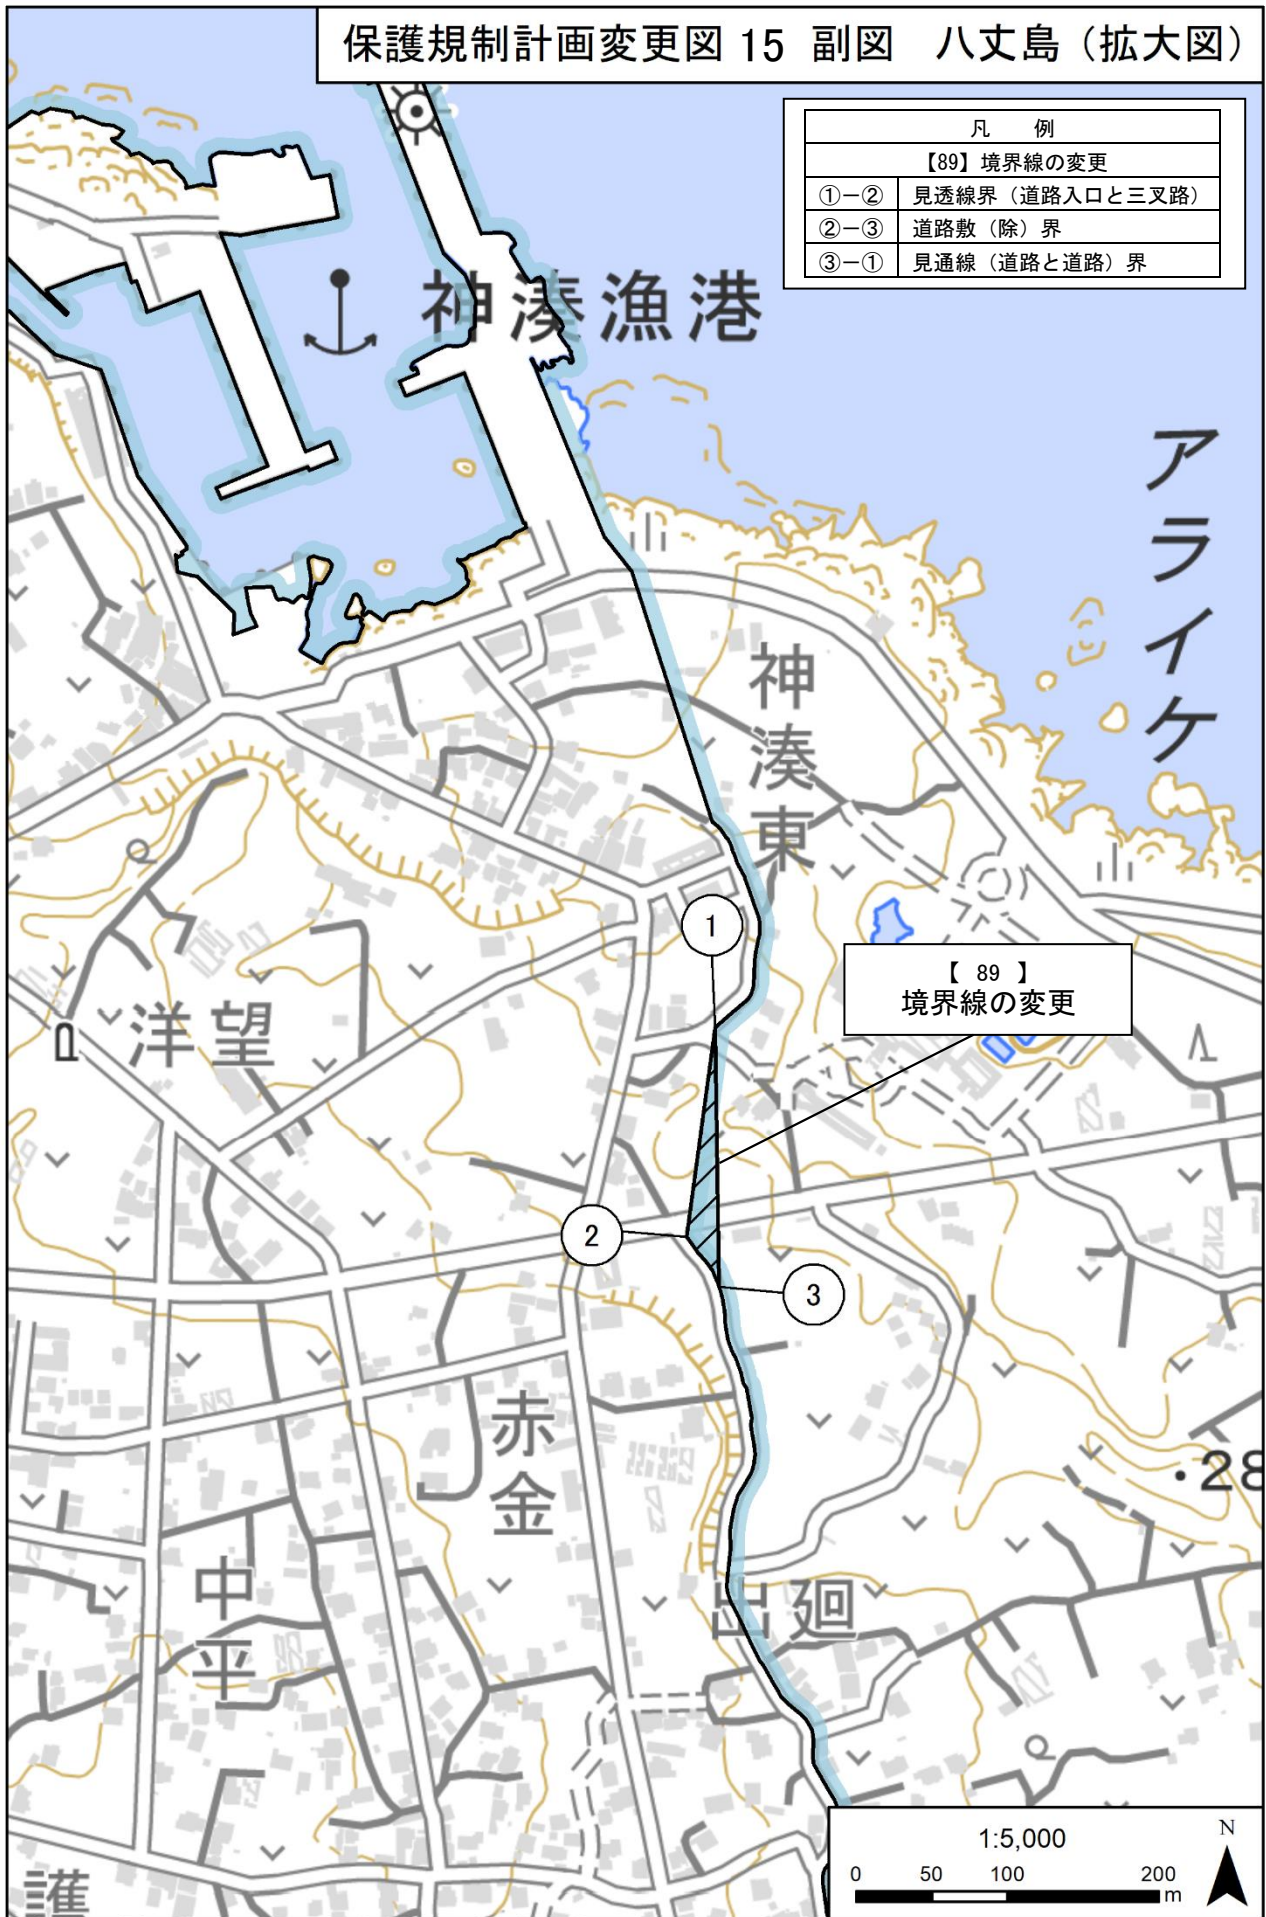 保護規制計画変更図 15 副図　八丈島（拡大図）
凡　例
【89】境界線の変更
①－② 見透線界（道路入口と三叉路）
②－③ 道路敷（除）界
③－① 見通線（道路と道路）界
神湊漁港
アライケ
神湊東
1
【 89 】
境界線の変更
洋望
2
3
赤金
・28
中平
出廻
護
1:5,000
N
0 50 100 200
m